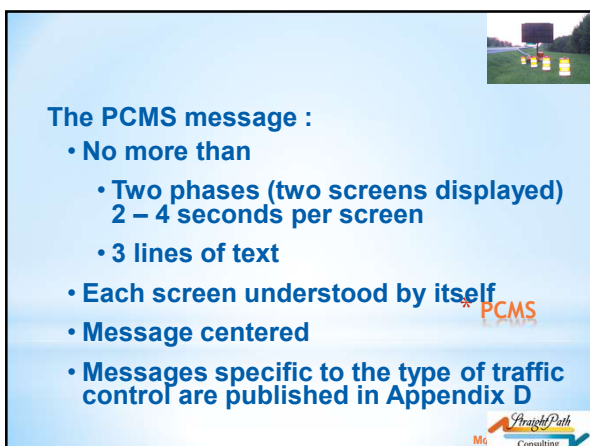 The PCMS message :
• No more than
• Two phases (two screens displayed)
2 – 4 seconds per screen
• 3 lines of text
• Each screen understood by itself
* PCMS
• Message centered
• Messages specific to the type of traffic
control are published in Appendix D
StraightPath
Consulting